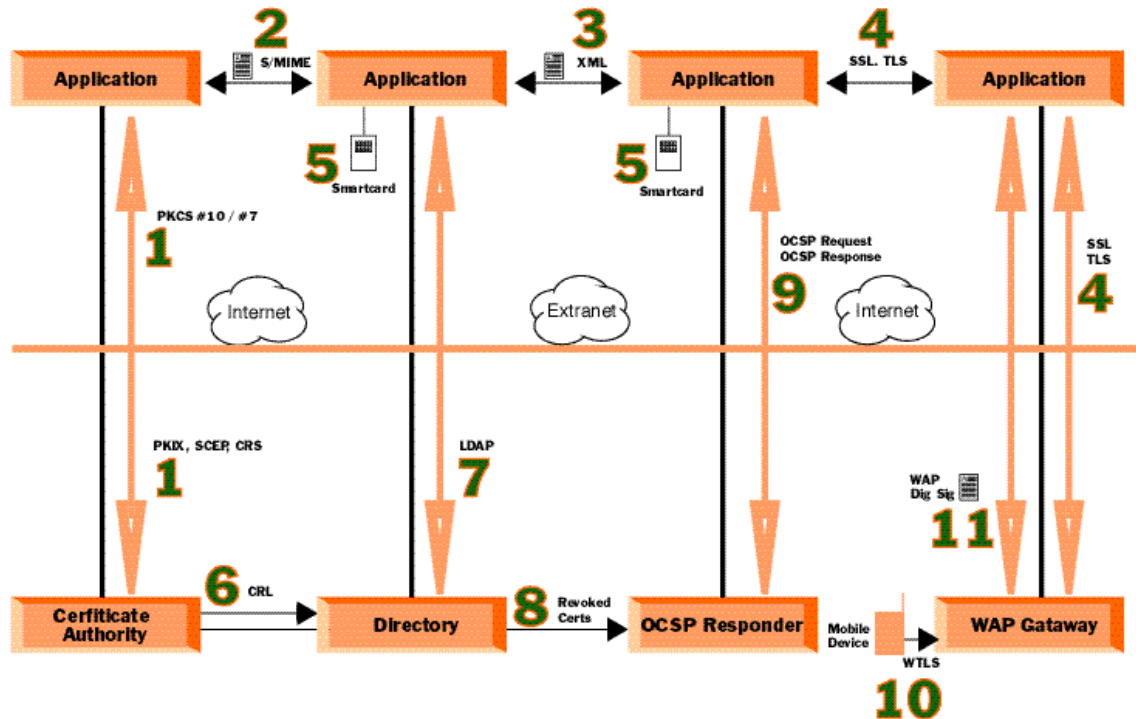 2
3
4
S/MIME
XML
SSL. TLS
Application
Application
Application
Application
5
Smartcard
5
Smartcard
PKCS #10 / #7
1
OCSP Request
OCSP Response
9
SSL
TLS
4
Internet
Extranet
Internet
PKIX, SCEP, CRS
1
LDAP
7
WAP
Dig Sig
11
6
CRL
8
Revoked
Certs
Cerfiticate
Authority
Directory
OCSP Responder
Mobile
Device
WTLS
10
WAP Gataway